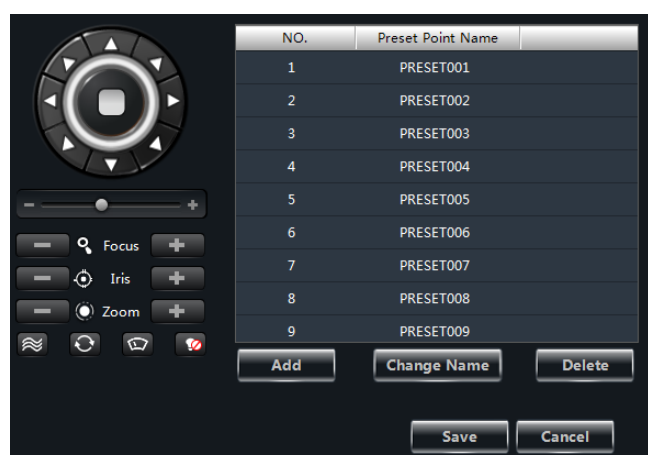 NO. Preset Point Name
1 PRESET001
2 PRESET002
3 PRESET003
4 PRESET004
5 PRESET005
6 PRESET006
7 PRESET007
8 PRESET008
9 PRESET009
- +
Focus
Iris
Zoom
Add Change Name Delete
Save Cancel